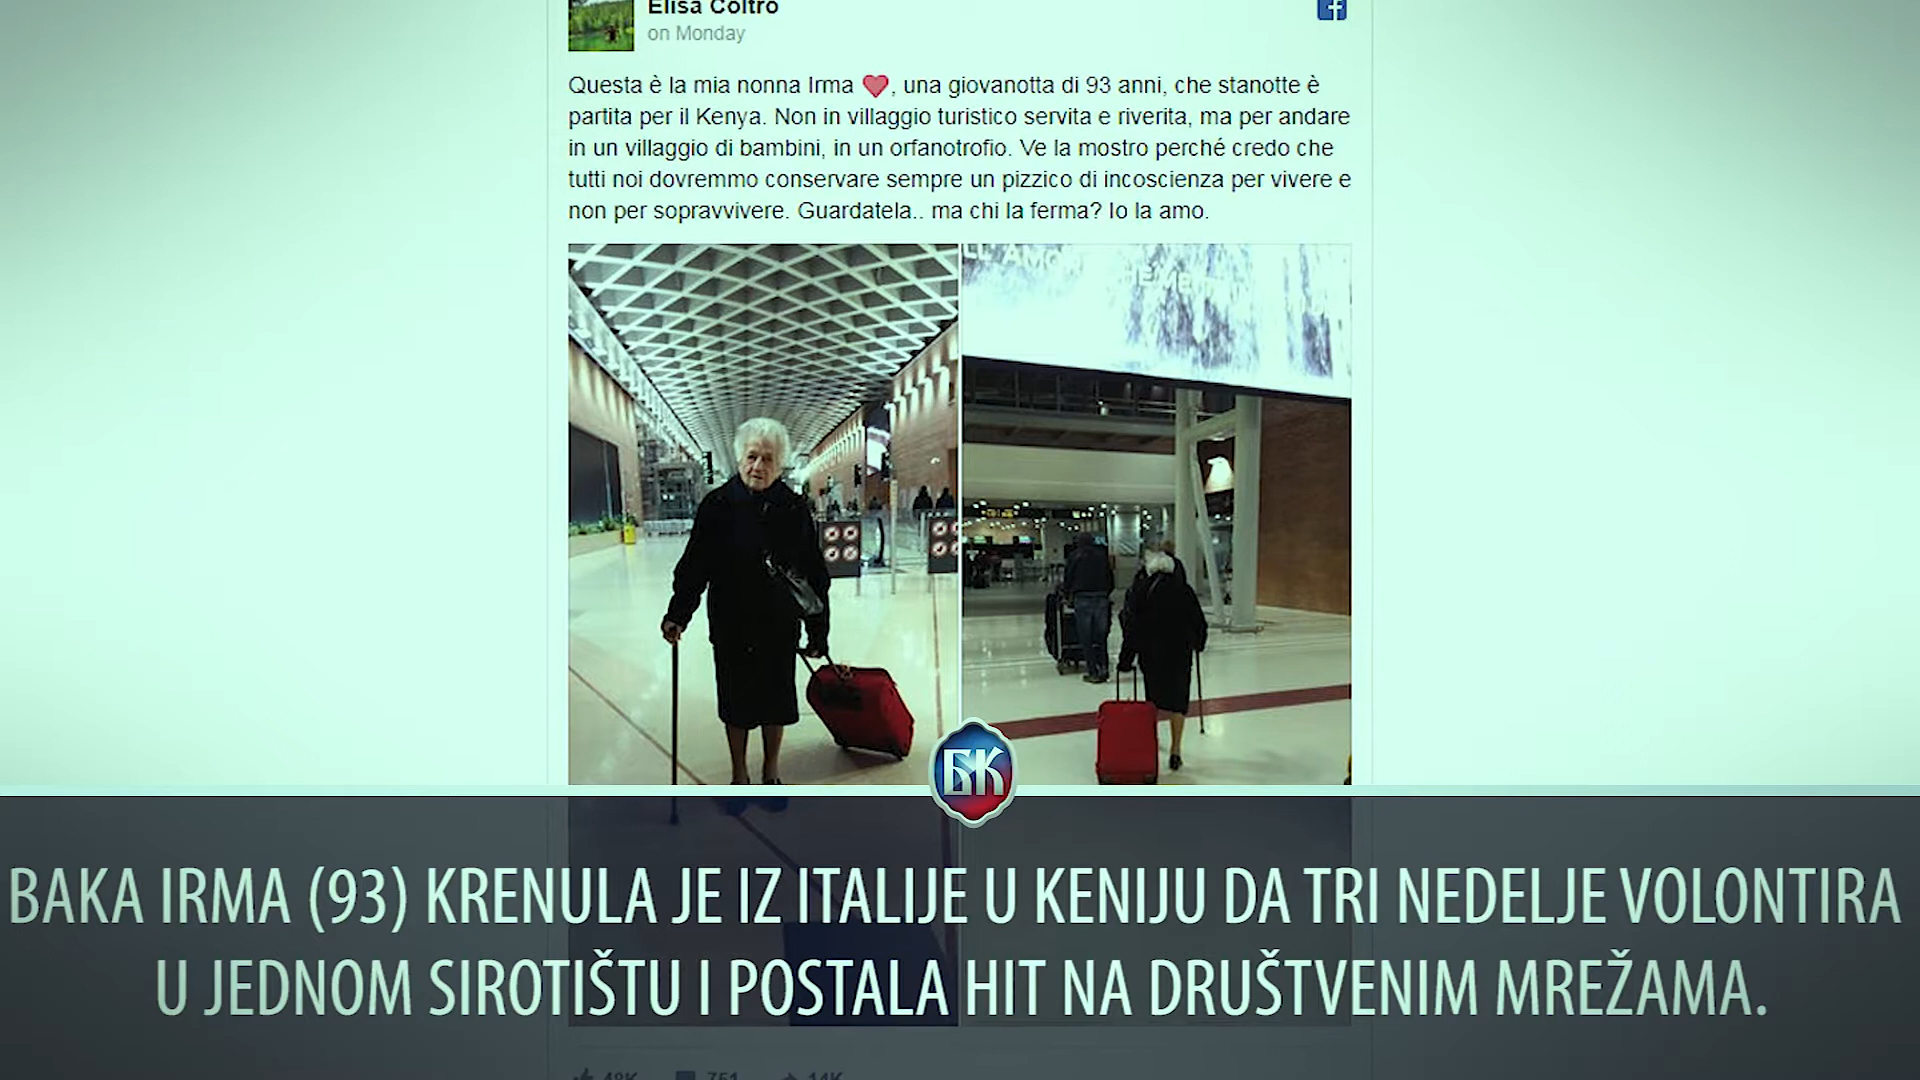 Elisa Coltro
on Monday
Questa è la mia nonna Irma ❤, una giovanotta di 93 anni, che stanotte è
partita per il Kenya. Non in villaggio turistico servita e riverita, ma per andare
in un villaggio di bambini, in un orfanotrofio. Ve la mostro perché credo che
tutti noi dovremmo conservare sempre un pizzico di incoscienza per vivere e
non per sopravvivere. Guardatela.. ma chi la ferma? Io la amo.
БК
BAKA IRMA (93) KRENULA JE IZ ITALIJE U KENIJU DA TRI NEDELJE VOLONTIRA
U JEDNOM SIROTIŠTU I POSTALA HIT NA DRUŠTVENIM MREŽAMA.
48K 751 14K